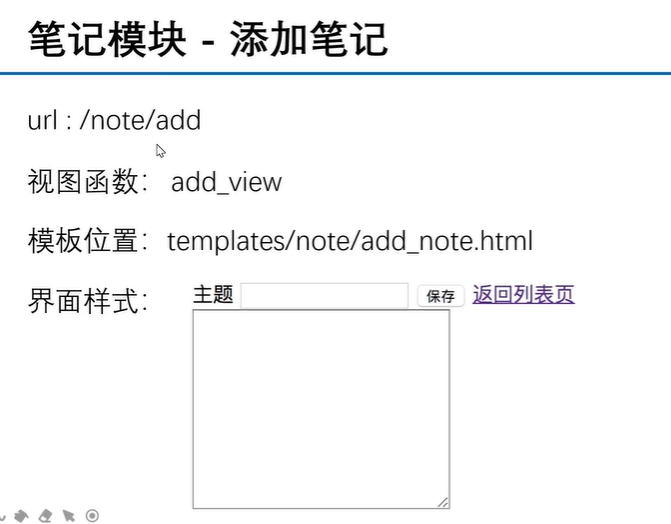 笔记模块 - 添加笔记
url : /note/add
视图函数： add_view
模板位置：templates/note/add_note.html
界面样式： 主题 保存 返回列表页